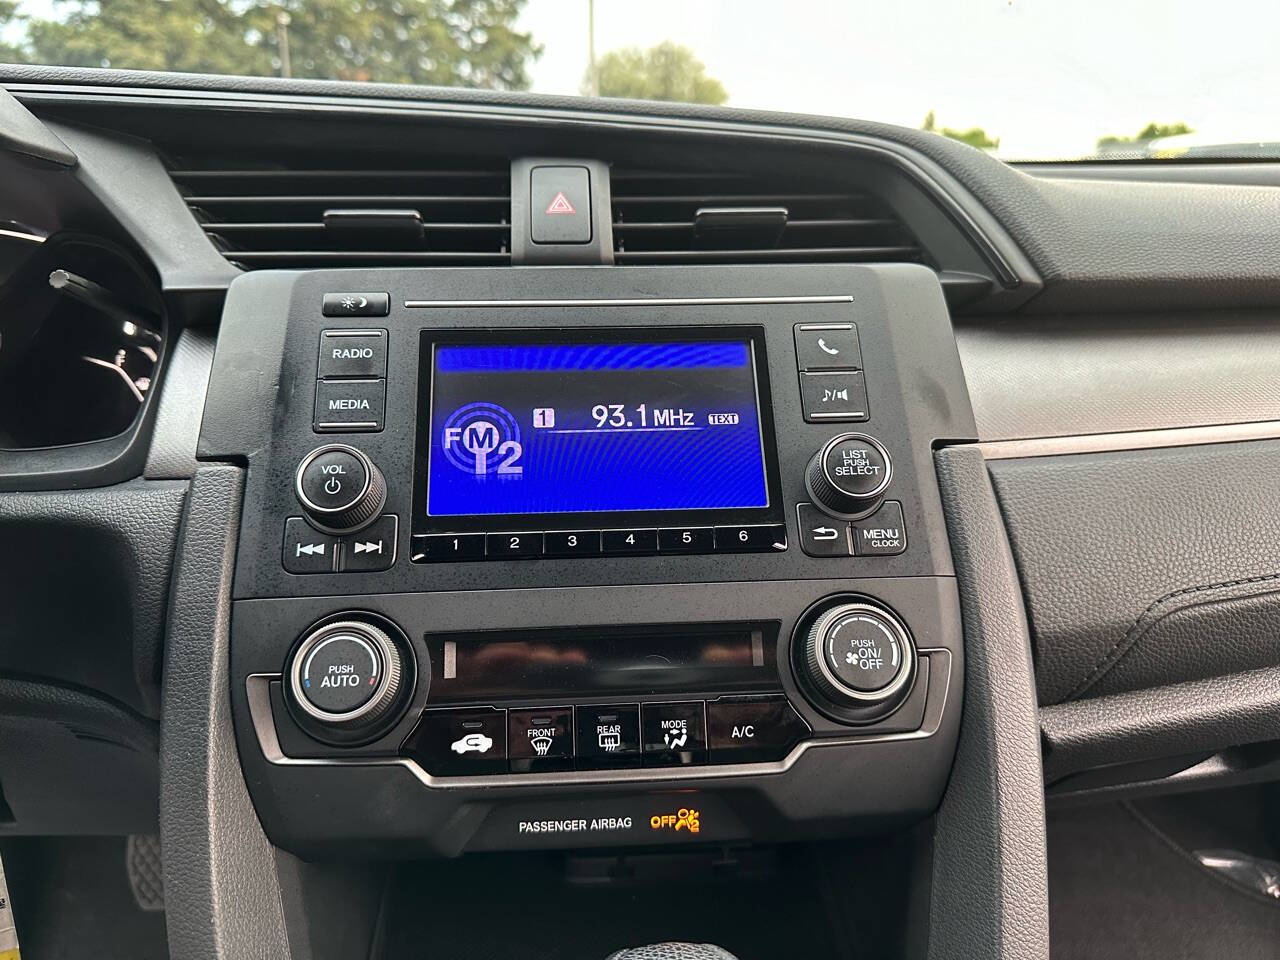 RADIO
MEDIA
VOL
FM2
1 93.1 MHz TEXT
LIST
PUSH
SELECT
MENU
CLOCK
1 2 3 4 5 6
PUSH
AUTO
PUSH
ON/
OFF
FRONT
REAR
MODE
A/C
PASSENGER AIRBAG OFF 2